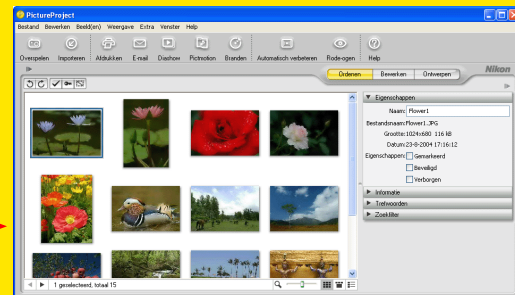 PictureProject
Bestand Bewerken Beeld(en) Weergave Extra Venster Help
Overspelen Importeren Afdrukken E-mail Diashow Pictmotion Branden Automatisch verbeteren Rode-ogen Help
Ordenen Bewerken Ontwerpen Nikon
Eigenschappen
Naam: Flower1
Bestandsnaam: Flower1.JPG
Grootte: 1024x680 116 kB
Datum: 23-8-2004 17:16:12
Eigenschappen: Gemarkeerd
Beveiligd
Verborgen
Informatie
Trefwoorden
Zoekfilter
1 geselecteerd, totaal 15